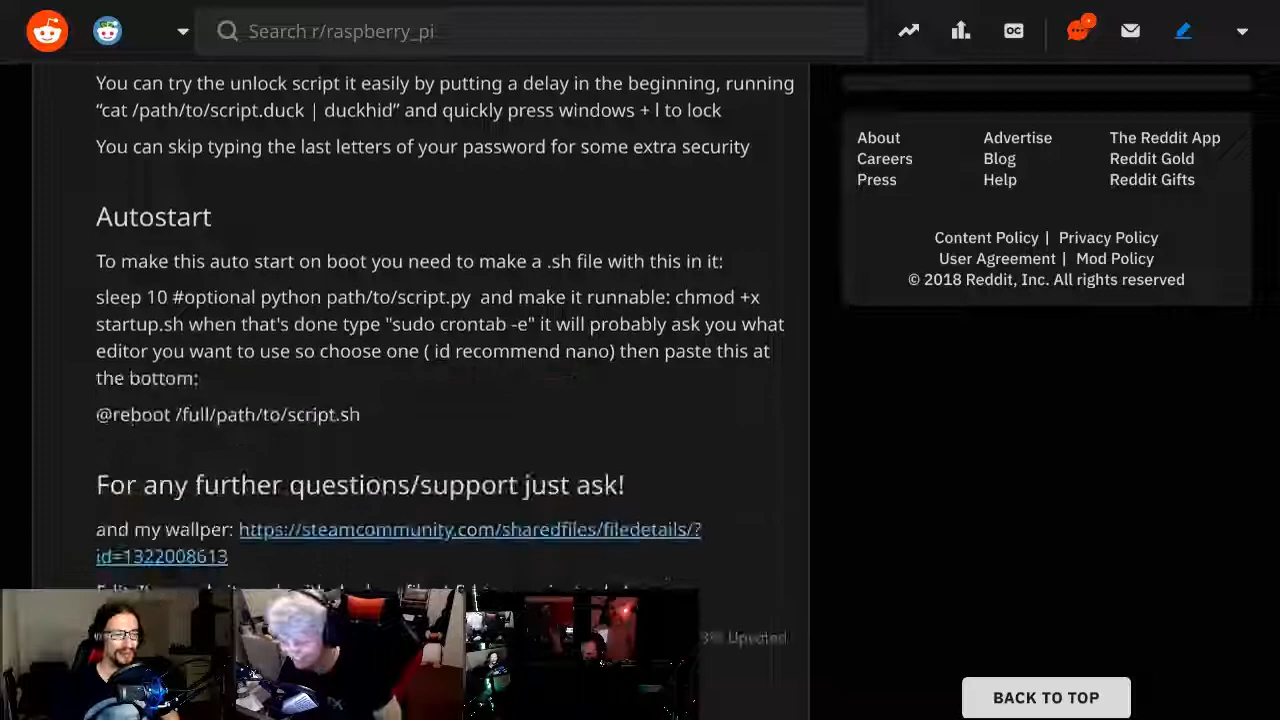 Search r/raspberry_pi
OC
You can try the unlock script it easily by putting a delay in the beginning, running
“cat /path/to/script.duck | duckhid” and quickly press windows + l to lock
You can skip typing the last letters of your password for some extra security
Autostart
To make this auto start on boot you need to make a .sh file with this in it:
sleep 10 #optional python path/to/script.py  and make it runnable: chmod +x
startup.sh when that's done type "sudo crontab -e" it will probably ask you what
editor you want to use so choose one ( id recommend nano) then paste this at
the bottom:
@reboot /full/path/to/script.sh
For any further questions/support just ask!
and my wallper: https://steamcommunity.com/sharedfiles/filedetails/?
id=1322008613
Upvoted
About Advertise The Reddit App
Careers Blog Reddit Gold
Press Help Reddit Gifts
Content Policy | Privacy Policy
User Agreement | Mod Policy
© 2018 Reddit, Inc. All rights reserved
BACK TO TOP